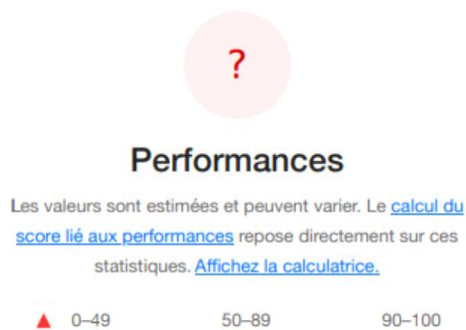 ?
Performances
Les valeurs sont estimées et peuvent varier. Le calcul du
score lié aux performances repose directement sur ces
statistiques. Affichez la calculatrice.
0–49 50–89 90–100